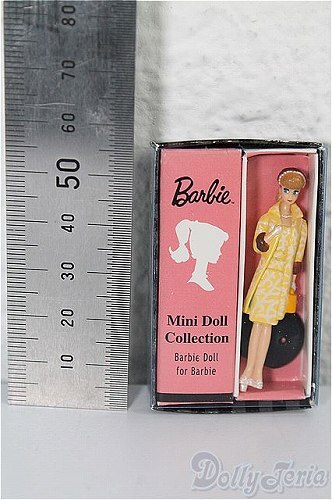 80
70
60
50
40
30
20
10
Barbie
Mini Doll
Collection
Barbie Doll
for Barbie
DollyTeria